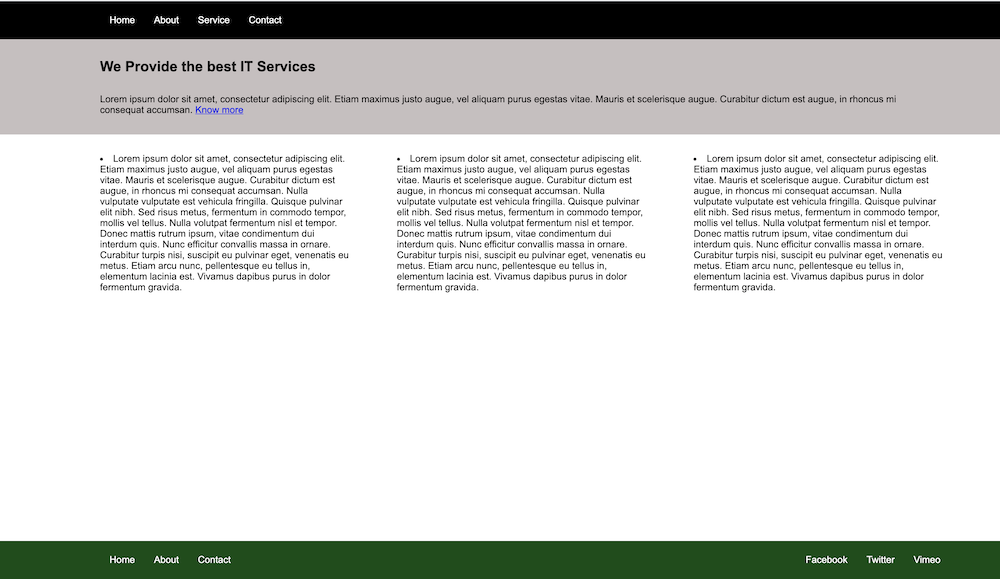 Home About Service Contact
We Provide the best IT Services
Lorem ipsum dolor sit amet, consectetur adipiscing elit. Etiam maximus justo augue, vel aliquam purus egestas vitae. Mauris et scelerisque augue. Curabitur dictum est augue, in rhoncus mi
consequat accumsan. Know more
• Lorem ipsum dolor sit amet, consectetur adipiscing elit.
Etiam maximus justo augue, vel aliquam purus egestas
vitae. Mauris et scelerisque augue. Curabitur dictum est
augue, in rhoncus mi consequat accumsan. Nulla
vulputate vulputate est vehicula fringilla. Quisque pulvinar
elit nibh. Sed risus metus, fermentum in commodo tempor,
mollis vel tellus. Nulla volutpat fermentum nisl et tempor.
Donec mattis rutrum ipsum, vitae condimentum dui
interdum quis. Nunc efficitur convallis massa in ornare.
Curabitur turpis nisi, suscipit eu pulvinar eget, venenatis eu
metus. Etiam arcu nunc, pellentesque eu tellus in,
elementum lacinia est. Vivamus dapibus purus in dolor
fermentum gravida.
• Lorem ipsum dolor sit amet, consectetur adipiscing elit.
Etiam maximus justo augue, vel aliquam purus egestas
vitae. Mauris et scelerisque augue. Curabitur dictum est
augue, in rhoncus mi consequat accumsan. Nulla
vulputate vulputate est vehicula fringilla. Quisque pulvinar
elit nibh. Sed risus metus, fermentum in commodo tempor,
mollis vel tellus. Nulla volutpat fermentum nisl et tempor.
Donec mattis rutrum ipsum, vitae condimentum dui
interdum quis. Nunc efficitur convallis massa in ornare.
Curabitur turpis nisi, suscipit eu pulvinar eget, venenatis eu
metus. Etiam arcu nunc, pellentesque eu tellus in,
elementum lacinia est. Vivamus dapibus purus in dolor
fermentum gravida.
• Lorem ipsum dolor sit amet, consectetur adipiscing elit.
Etiam maximus justo augue, vel aliquam purus egestas
vitae. Mauris et scelerisque augue. Curabitur dictum est
augue, in rhoncus mi consequat accumsan. Nulla
vulputate vulputate est vehicula fringilla. Quisque pulvinar
elit nibh. Sed risus metus, fermentum in commodo tempor,
mollis vel tellus. Nulla volutpat fermentum nisl et tempor.
Donec mattis rutrum ipsum, vitae condimentum dui
interdum quis. Nunc efficitur convallis massa in ornare.
Curabitur turpis nisi, suscipit eu pulvinar eget, venenatis eu
metus. Etiam arcu nunc, pellentesque eu tellus in,
elementum lacinia est. Vivamus dapibus purus in dolor
fermentum gravida.
Home About Contact Facebook Twitter Vimeo